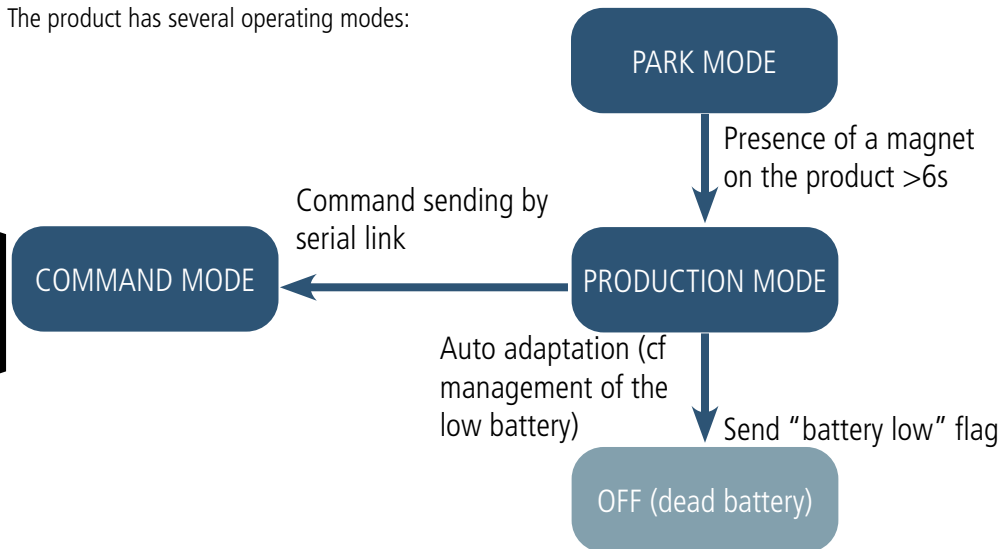 The product has several operating modes:
PARK MODE
Presence of a magnet
on the product >6s
Command sending by
serial link
COMMAND MODE
PRODUCTION MODE
Auto adaptation (cf
management of the
low battery)
Send “battery low” flag
OFF (dead battery)